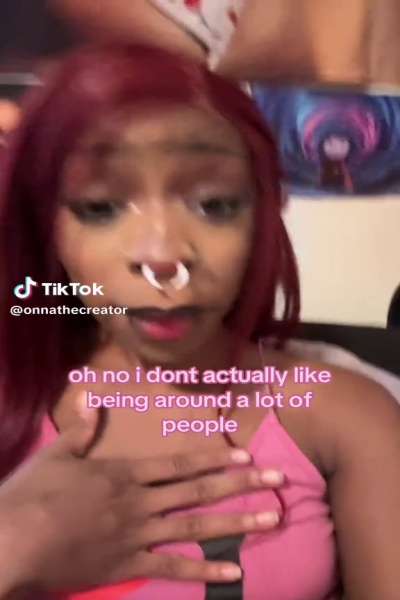 TikTok
@onnathecreator
oh no i dont actually like
being around a lot of
people